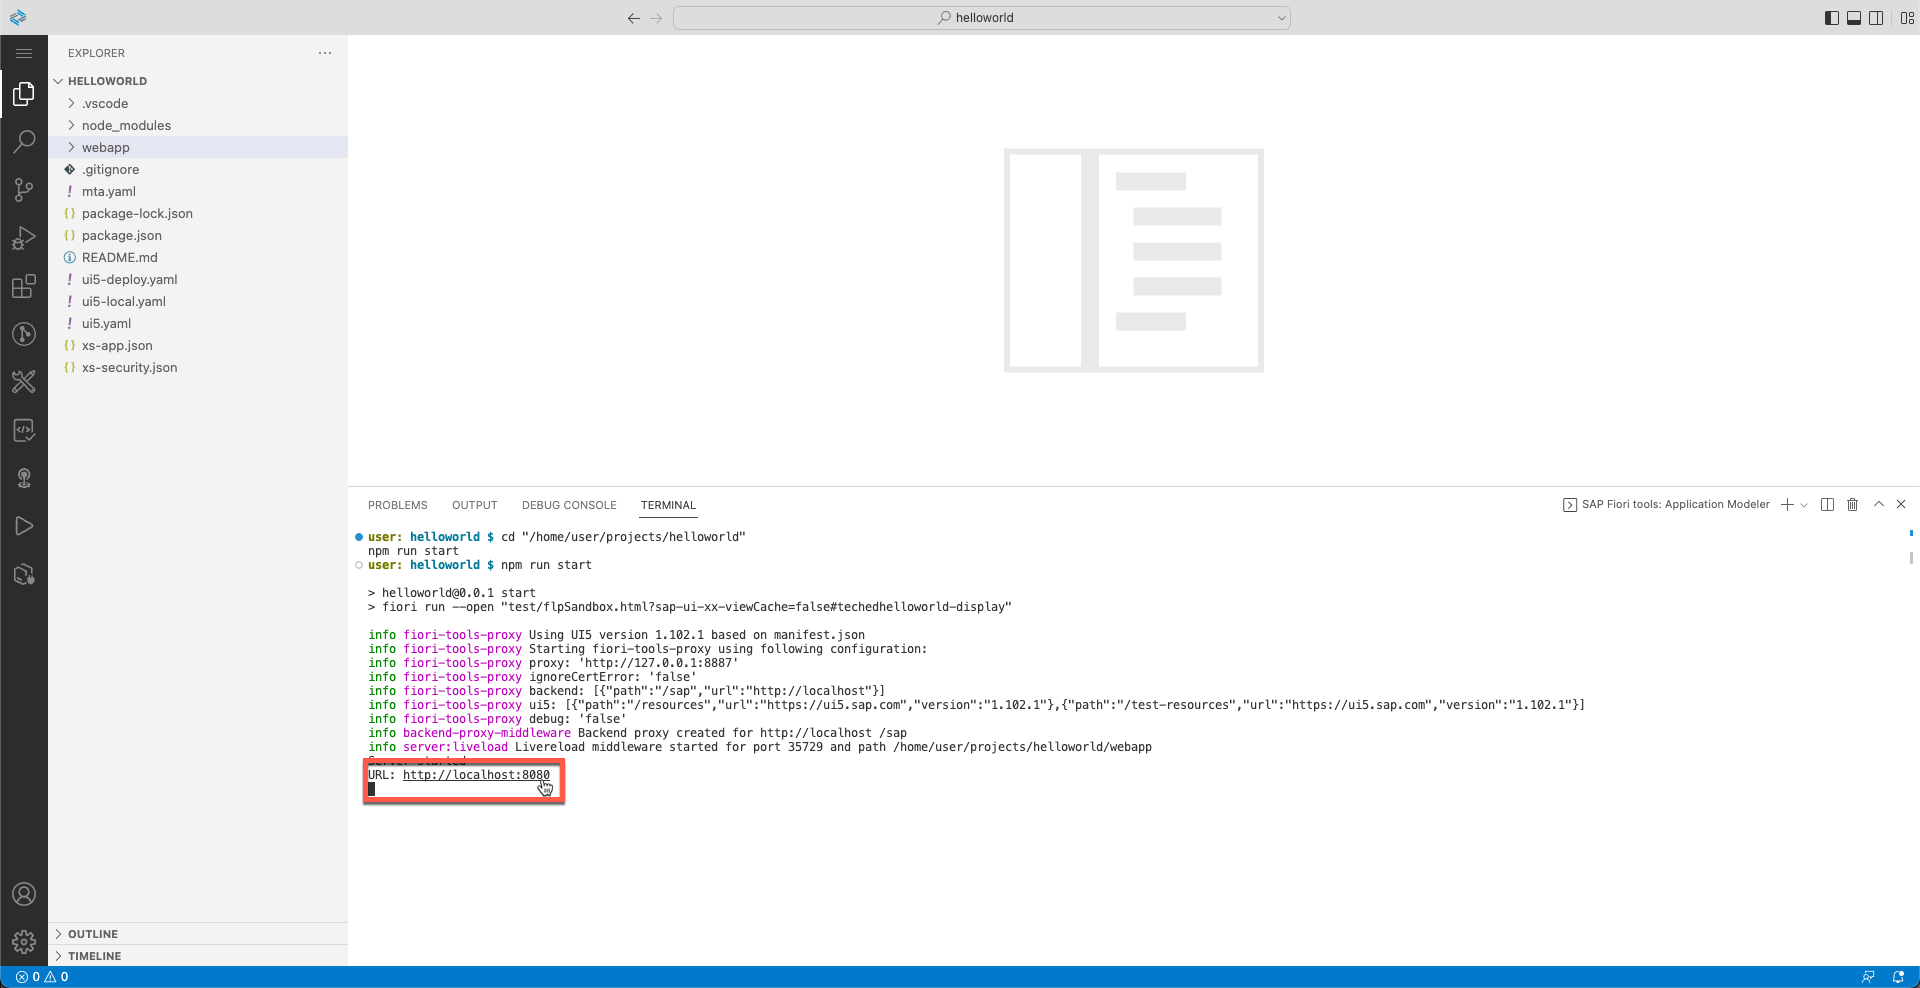 helloworld
EXPLORER
HELLOWORLD
.vscode
node_modules
webapp
.gitignore
mta.yaml
package-lock.json
package.json
README.md
ui5-deploy.yaml
ui5-local.yaml
ui5.yaml
xs-app.json
xs-security.json
OUTLINE
TIMELINE
PROBLEMS OUTPUT DEBUG CONSOLE TERMINAL
SAP Fiori tools: Application Modeler
user: helloworld $ cd "/home/user/projects/helloworld"
npm run start
user: helloworld $ npm run start
> helloworld@0.0.1 start
> fiori run --open "test/flpSandbox.html?sap-ui-xx-viewCache=false#techedhelloworld-display"
info fiori-tools-proxy Using UI5 version 1.102.1 based on manifest.json
info fiori-tools-proxy Starting fiori-tools-proxy using following configuration:
info fiori-tools-proxy proxy: 'http://127.0.0.1:8887'
info fiori-tools-proxy ignoreCertError: 'false'
info fiori-tools-proxy backend: [{"path":"/sap","url":"http://localhost"}]
info fiori-tools-proxy ui5: [{"path":"/resources","url":"https://ui5.sap.com","version":"1.102.1"},{"path":"/test-resources","url":"https://ui5.sap.com","version":"1.102.1"}]
info fiori-tools-proxy debug: 'false'
info backend-proxy-middleware Backend proxy created for http://localhost /sap
info server:liveload Livereload middleware started for port 35729 and path /home/user/projects/helloworld/webapp
Server started
URL: http://localhost:8080
0 0